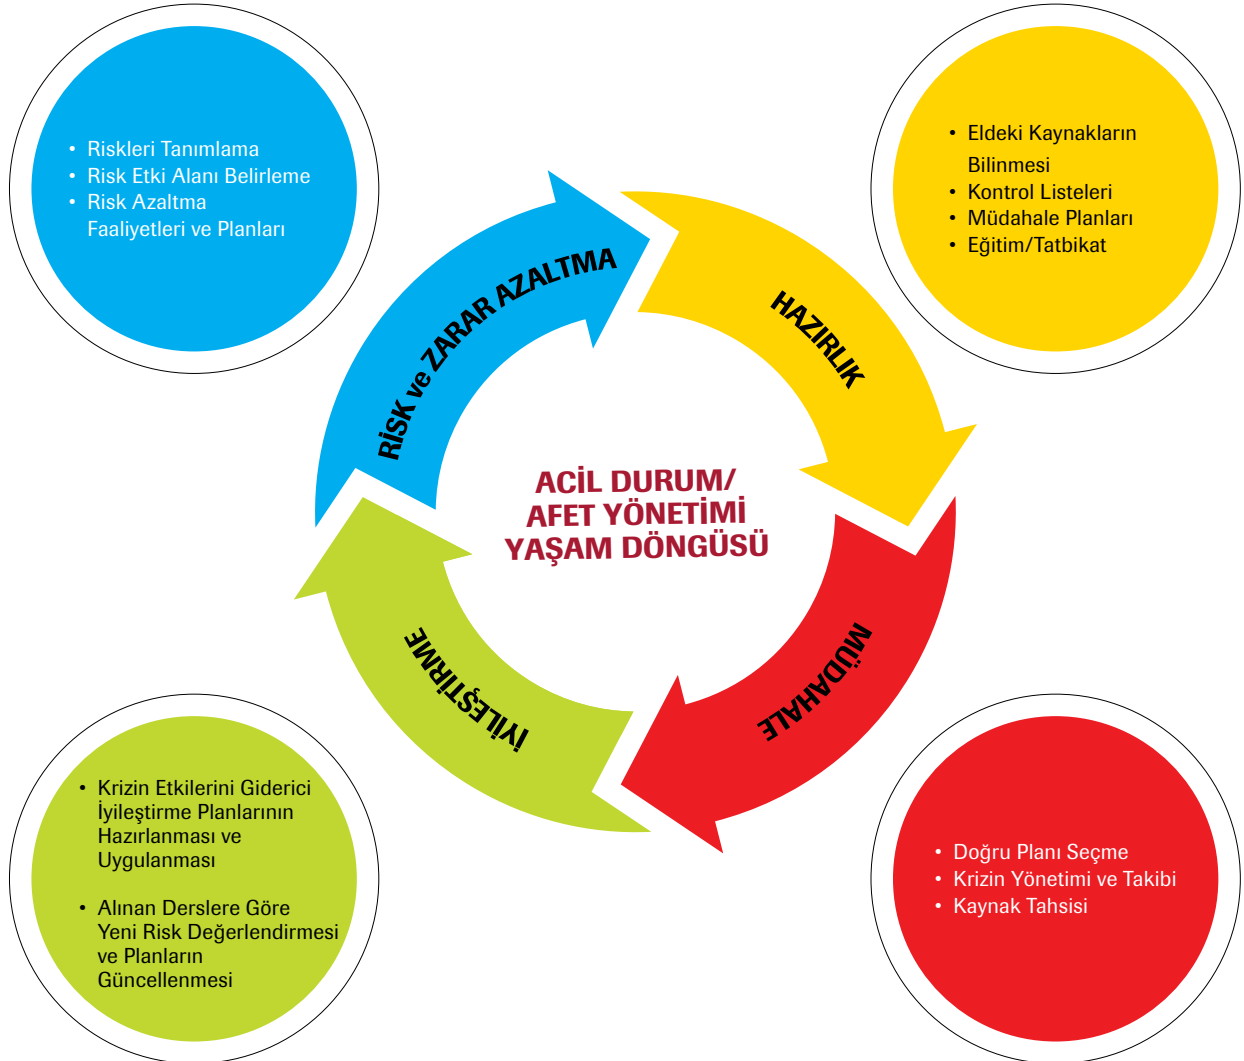 • Riskleri Tanımlama
• Risk Etki Alanı Belirleme
• Risk Azaltma
Faaliyetleri ve Planları
• Eldeki Kaynakların
Bilinmesi
• Kontrol Listeleri
• Müdahale Planları
• Eğitim/Tatbikat
RİSK ve ZARAR AZALTMA
HAZIRLIK
ACİL DURUM/
AFET YÖNETİMİ
YAŞAM DÖNGÜSÜ
İYİLEŞTİRME
MÜDAHALE
• Krizin Etkilerini Giderici
İyileştirme Planlarının
Hazırlanması ve
Uygulanması
• Alınan Derslere Göre
Yeni Risk Değerlendirmesi
ve Planların
Güncellenmesi
• Doğru Planı Seçme
• Krizin Yönetimi ve Takibi
• Kaynak Tahsisi